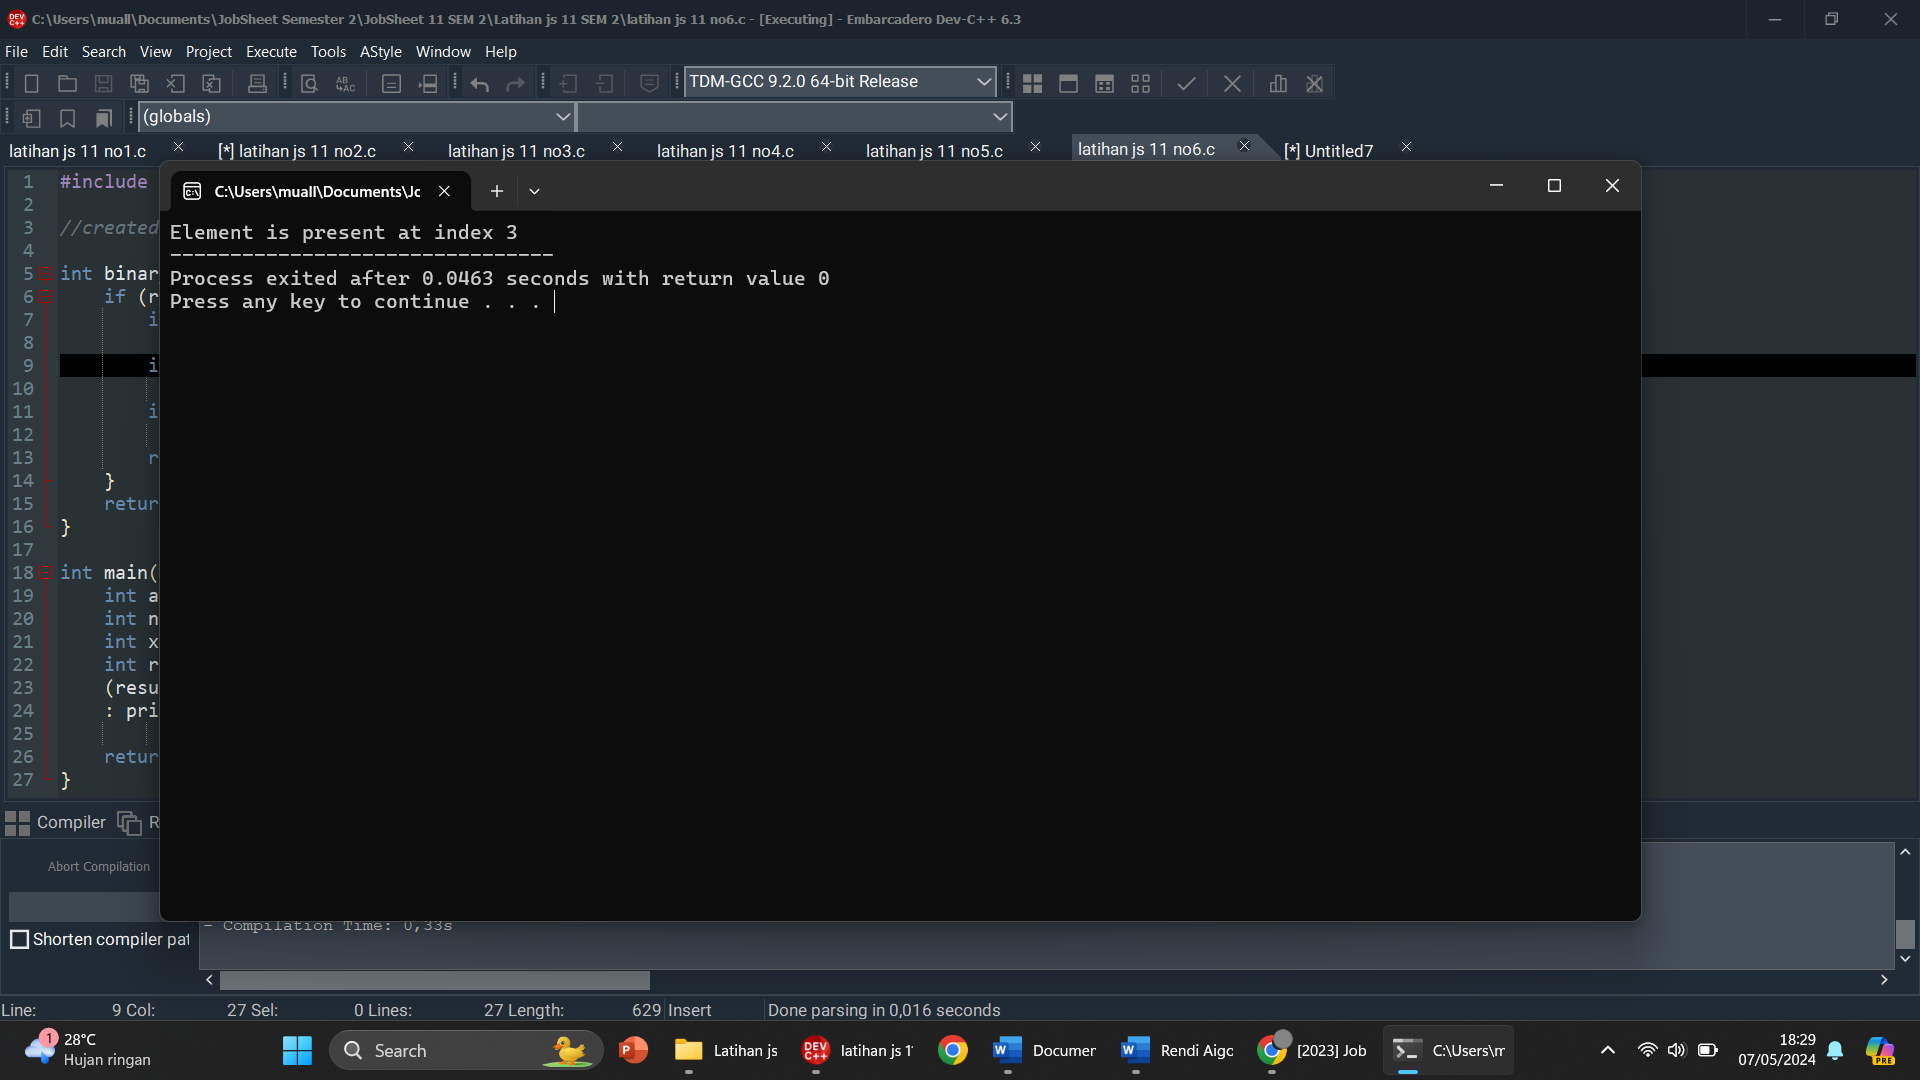 C:\Users\muall\Documents\JobSheet Semester 2\JobSheet 11 SEM 2\Latihan js 11 SEM 2\latihan js 11 no6.c - [Executing] - Embarcadero Dev-C++ 6.3
File Edit Search View Project Execute Tools AStyle Window Help
TDM-GCC 9.2.0 64-bit Release
(globals)
latihan js 11 no1.c [*] latihan js 11 no2.c latihan js 11 no3.c latihan js 11 no4.c latihan js 11 no5.c latihan js 11 no6.c [*] Untitled7
C:\Users\muall\Documents\Jc
1 #include
2
3 //created
4
5 int binar
6 if (r
7 i
8
9 i
10
11 i
12
13 r
14 }
15 retur
16 }
17
18 int main(
19 int a
20 int n
21 int x
22 int r
23 (resu
24 : pri
25
26 retur
27 }
Element is present at index 3
--------------------------------
Process exited after 0.0463 seconds with return value 0
Press any key to continue . . .
Compiler R
Abort Compilation
Shorten compiler pat
- Compilation Time: 0,33s
Line: 9 Col: 27 Sel: 0 Lines: 27 Length: 629 Insert Done parsing in 0,016 seconds
1
28°C
Hujan ringan
Search
Latihan js
latihan js 1
Documen
Rendi Algo
[2023] Job
C:\Users\m
18:29
07/05/2024
PRE